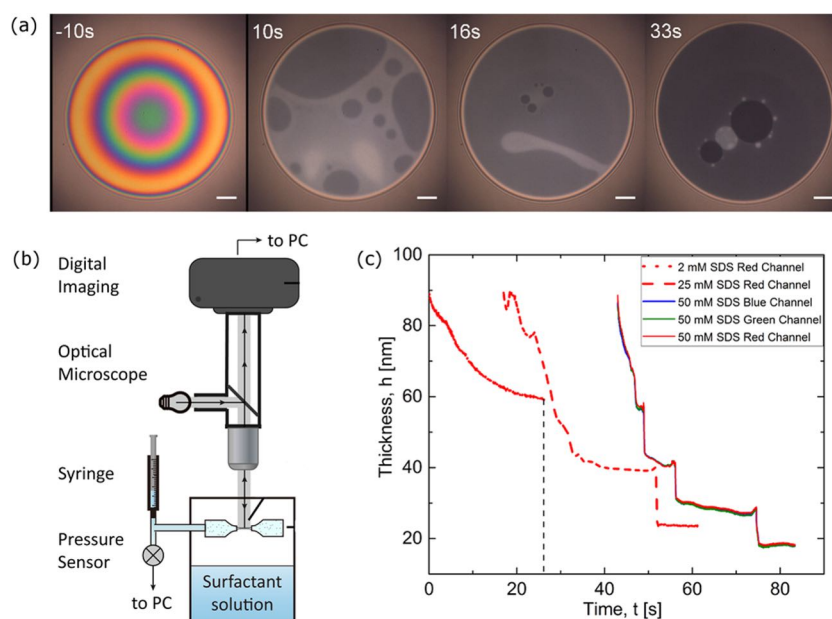 (a)
-10s
10s
16s
33s
(b)
to PC
Digital
Imaging
Optical
Microscope
Syringe
Pressure
Sensor
to PC
Surfactant
solution
(c)
100
80
60
40
20
Thickness, h [nm]
2 mM SDS Red Channel
25 mM SDS Red Channel
50 mM SDS Blue Channel
50 mM SDS Green Channel
50 mM SDS Red Channel
0
20
40
60
80
Time, t [s]